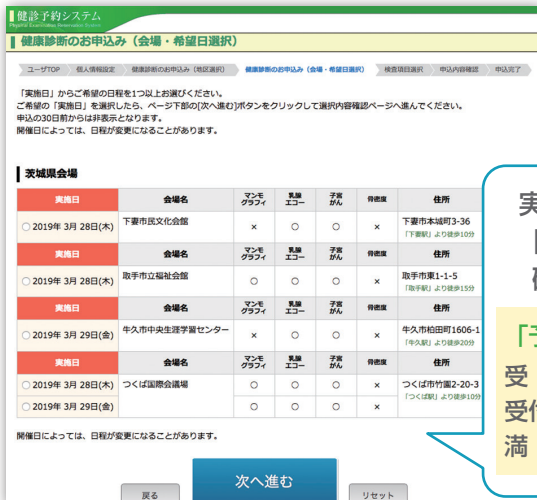 健診予約システム
Physical Examination Reservation System
健康診断のお申込み（会場・希望日選択）
ユーザTOP 個人情報設定 健康診断のお申込み（地区選択） 健康診断のお申込み（会場・希望日選択） 検査項目選択 申込内容確認 申込完了
「実施日」からご希望の日程を1つ以上お選びください。
ご希望の「実施日」を選択したら、ページ下部の[次へ進む]ボタンをクリックして選択内容確認ページへ進んでください。
申込の30日前からは非表示となります。
開催日によっては、日程が変更になることがあります。
茨城県会場
実施日 会場名 マンモグラフィ 乳腺エコー 子宮がん 骨密度 住所
2019年 3月 28日(木) 下妻市民文化会館 × ○ ○ × 下妻市本城町3-36
「下妻駅」より徒歩10分
実施日 会場名 マンモグラフィ 乳腺エコー 子宮がん 骨密度 住所
2019年 3月 28日(木) 取手市立福祉会館 ○ ○ ○ × 取手市東1-1-5
「取手駅」より徒歩15分
実施日 会場名 マンモグラフィ 乳腺エコー 子宮がん 骨密度 住所
2019年 3月 29日(金) 牛久市中央生涯学習センター × ○ ○ × 牛久市柏田町1606-1
「牛久駅」より徒歩20分
実施日 会場名 マンモグラフィ 乳腺エコー 子宮がん 骨密度 住所
2019年 3月 28日(木) つくば国際会議場 ○ ○ ○ × つくば市竹園2-20-3
「つくば駅」より徒歩10分
2019年 3月 29日(金) ○ ○ ○ ×
開催日によっては、日程が変更になることがあります。
戻る 次へ進む リセット
実
受
受付
満